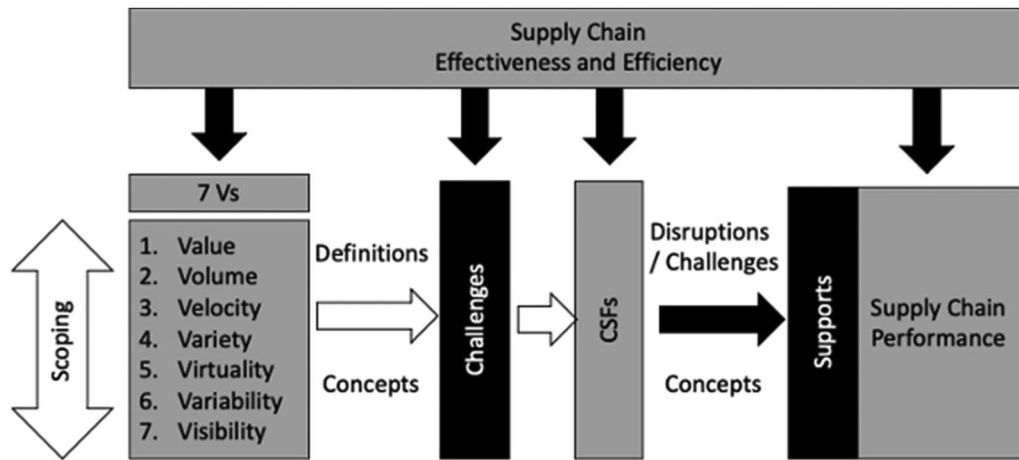 Supply Chain
Effectiveness and Efficiency
7 Vs
Scoping
1. Value
2. Volume
3. Velocity
4. Variety
5. Virtuality
6. Variability
7. Visibility
Definitions
Concepts
Challenges
CSFs
Disruptions
/ Challenges
Concepts
Supports
Supply Chain
Performance